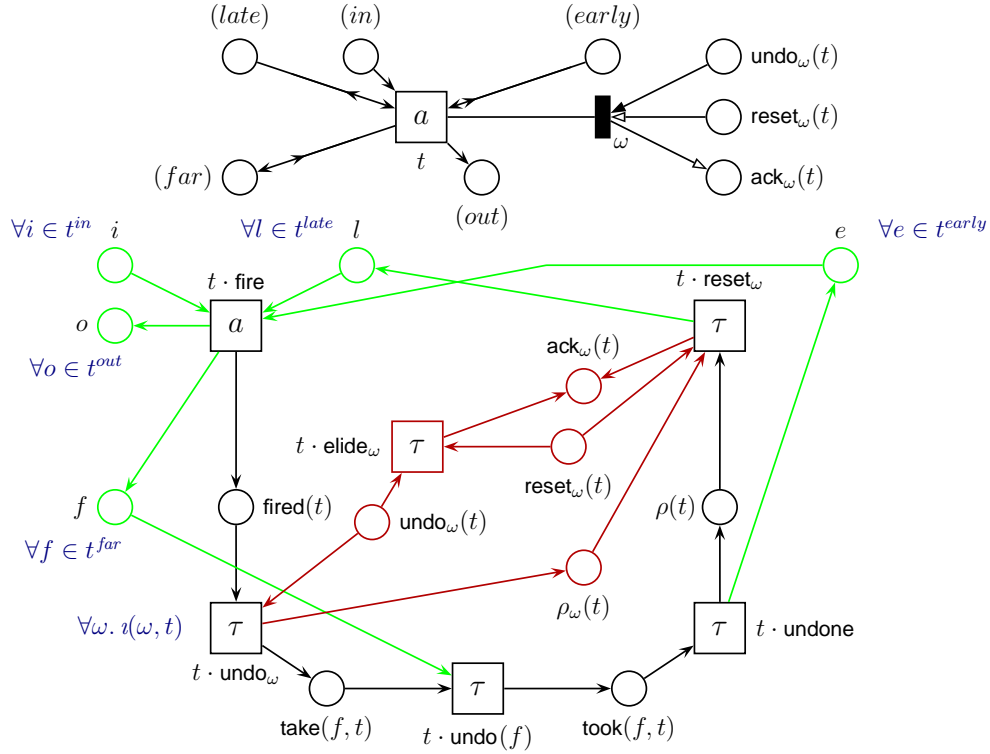 (late) (in) (early)
undo_ω(t)
a reset_ω(t)
t ω
(far) ack_ω(t)
(out)
∀i ∈ t^in i ∀l ∈ t^late l e ∀e ∈ t^early
t · fire t · reset_ω
o a τ
ack_ω(t)
∀o ∈ t^out
t · elide_ω τ
reset_ω(t)
f fired(t) undo_ω(t) ρ(t)
∀f ∈ t^far
ρ_ω(t)
∀ω. ı(ω, t) τ τ t · undone
t · undo_ω τ
take(f, t) t · undo(f) took(f, t)